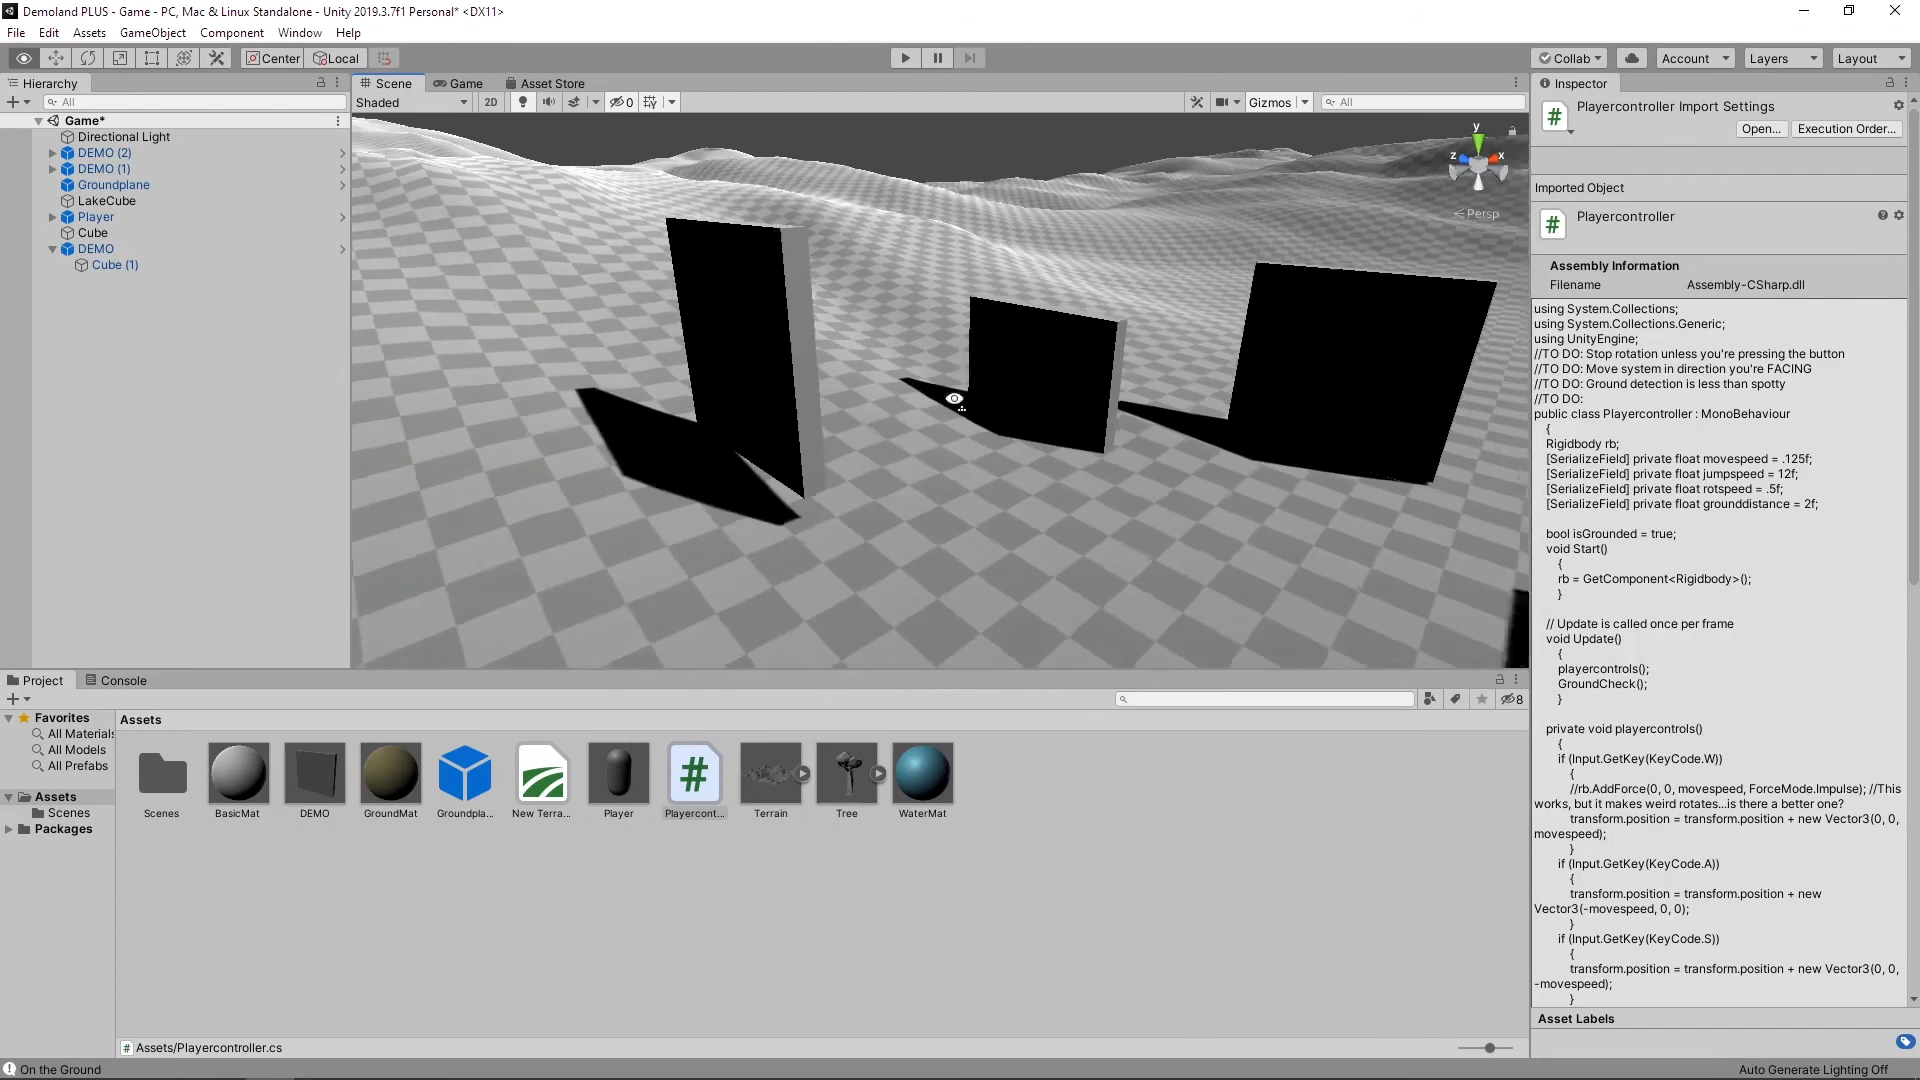 Demoland PLUS - Game - PC, Mac & Linux Standalone - Unity 2019.3.7f1 Personal* <DX11>
File Edit Assets GameObject Component Window Help
Center Local
Collab Account Layers Layout
Hierarchy
All
Game*
Directional Light
DEMO (2)
DEMO (1)
Groundplane
LakeCube
Player
Cube
DEMO
Cube (1)
Scene Game Asset Store
Shaded 2D 0 Gizmos All
y
z x
Persp
Inspector
Playercontroller Import Settings
Open... Execution Order...
Imported Object
Playercontroller
Assembly Information
Filename Assembly-CSharp.dll
using System.Collections;
using System.Collections.Generic;
using UnityEngine;
//TO DO: Stop rotation unless you're pressing the button
//TO DO: Move system in direction you're FACING
//TO DO: Ground detection is less than spotty
//TO DO:
public class Playercontroller : MonoBehaviour
{
Rigidbody rb;
[SerializeField] private float movespeed = .125f;
[SerializeField] private float jumpspeed = 12f;
[SerializeField] private float rotspeed = .5f;
[SerializeField] private float grounddistance = 2f;
bool isGrounded = true;
void Start()
{
rb = GetComponent<Rigidbody>();
}
// Update is called once per frame
void Update()
{
playercontrols();
GroundCheck();
}
private void playercontrols()
{
if (Input.GetKey(KeyCode.W))
{
//rb.AddForce(0, 0, movespeed, ForceMode.Impulse); //This
works, but it makes weird rotates...is there a better one?
transform.position = transform.position + new Vector3(0, 0,
movespeed);
}
if (Input.GetKey(KeyCode.A))
{
transform.position = transform.position + new
Vector3(-movespeed, 0, 0);
}
if (Input.GetKey(KeyCode.S))
{
transform.position = transform.position + new Vector3(0, 0,
-movespeed);
}
Asset Labels
Project Console
8
Favorites
All Materials
All Models
All Prefabs
Assets
Scenes
Packages
Assets
Scenes BasicMat DEMO GroundMat Groundpla... New Terra... Player Playercont... Terrain Tree WaterMat
Assets/Playercontroller.cs
On the Ground
Auto Generate Lighting Off